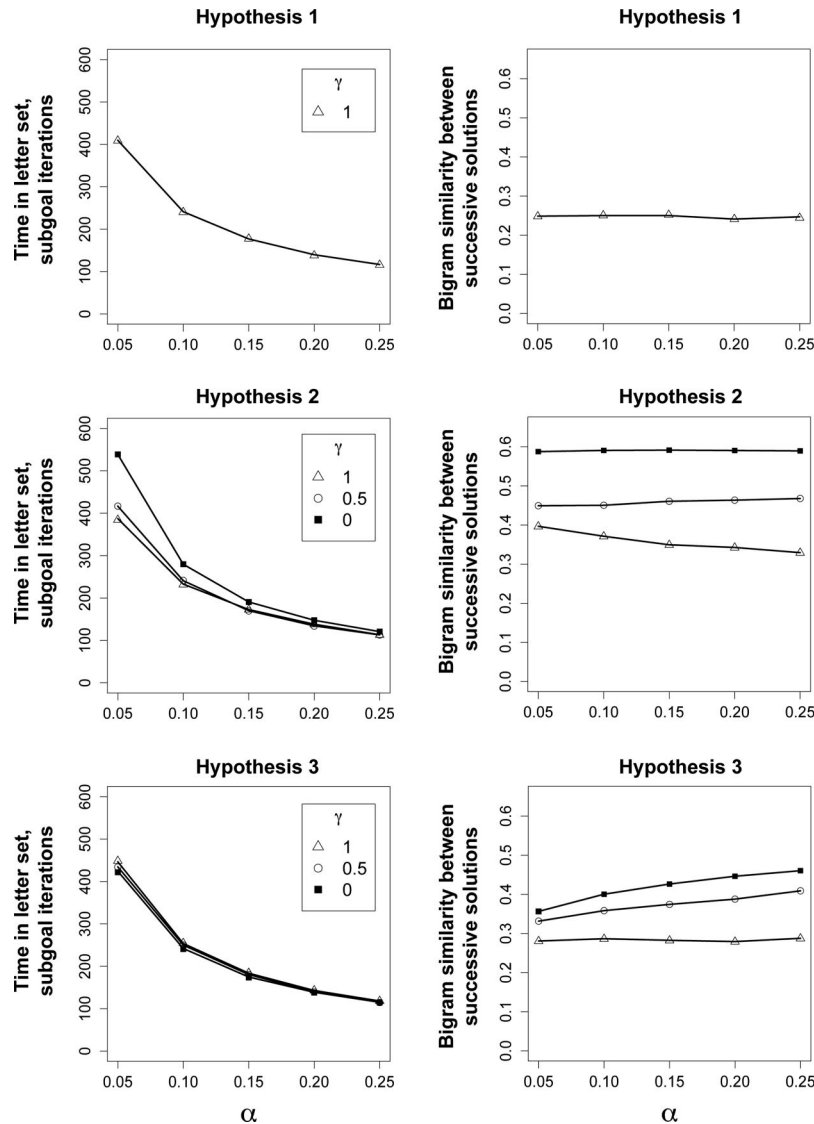 Hypothesis 1
Time in letter set,
subgoal iterations
600
500
400
300
200
100
0
γ
1
0.05 0.10 0.15 0.20 0.25
Hypothesis 1
Bigram similarity between
successive solutions
0.6
0.5
0.4
0.3
0.2
0.1
0.0
0.05 0.10 0.15 0.20 0.25
Hypothesis 2
Time in letter set,
subgoal iterations
600
500
400
300
200
100
0
γ
1
0.5
0
0.05 0.10 0.15 0.20 0.25
Hypothesis 2
Bigram similarity between
successive solutions
0.6
0.5
0.4
0.3
0.2
0.1
0.0
0.05 0.10 0.15 0.20 0.25
Hypothesis 3
Time in letter set,
subgoal iterations
600
500
400
300
200
100
0
γ
1
0.5
0
0.05 0.10 0.15 0.20 0.25
α
Hypothesis 3
Bigram similarity between
successive solutions
0.6
0.5
0.4
0.3
0.2
0.1
0.0
0.05 0.10 0.15 0.20 0.25
α